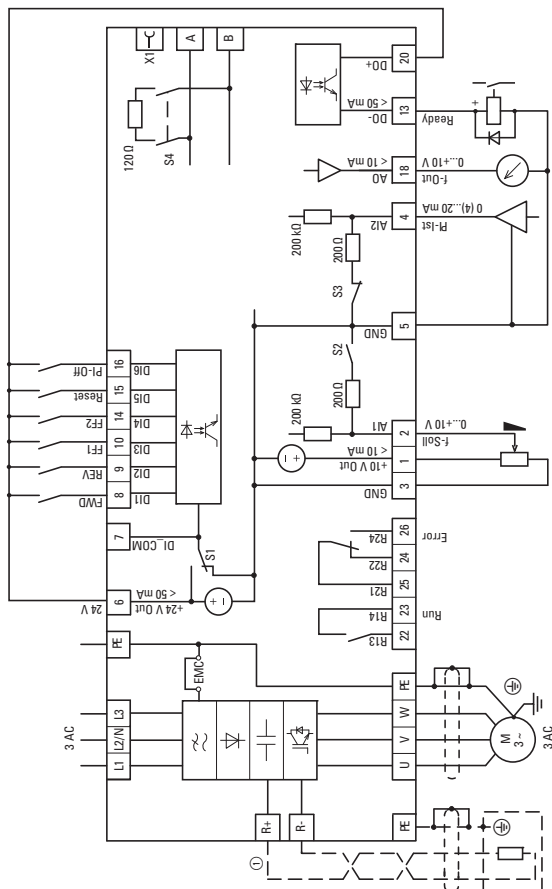 3 AC
L1
L2/N
L3
PE
EMC
24 V
6
+24 V Out
< 50 mA
7
DI_COM
S1
FWD
8
DI1
REV
9
DI2
FF1
10
DI3
FF2
14
DI4
Reset
15
DI5
PI-Off
16
DI6
120 Ω
S4
X1
A
B
R+
R-
①
PE
U
V
W
PE
M
3 ~
3 AC
R13
22
R14
23
Run
R21
25
R22
24
R24
26
Error
GND
3
+10 V Out
< 10 mA
1
AI1
2
f-Soll
0...+10 V
200 kΩ
200 Ω
S2
GND
5
S3
200 Ω
200 kΩ
AI2
4
PI-Ist
0 (4)...20 mA
AO
< 10 mA
18
f-Out
0...+10 V
DO-
< 50 mA
13
Ready
+
DO+
20